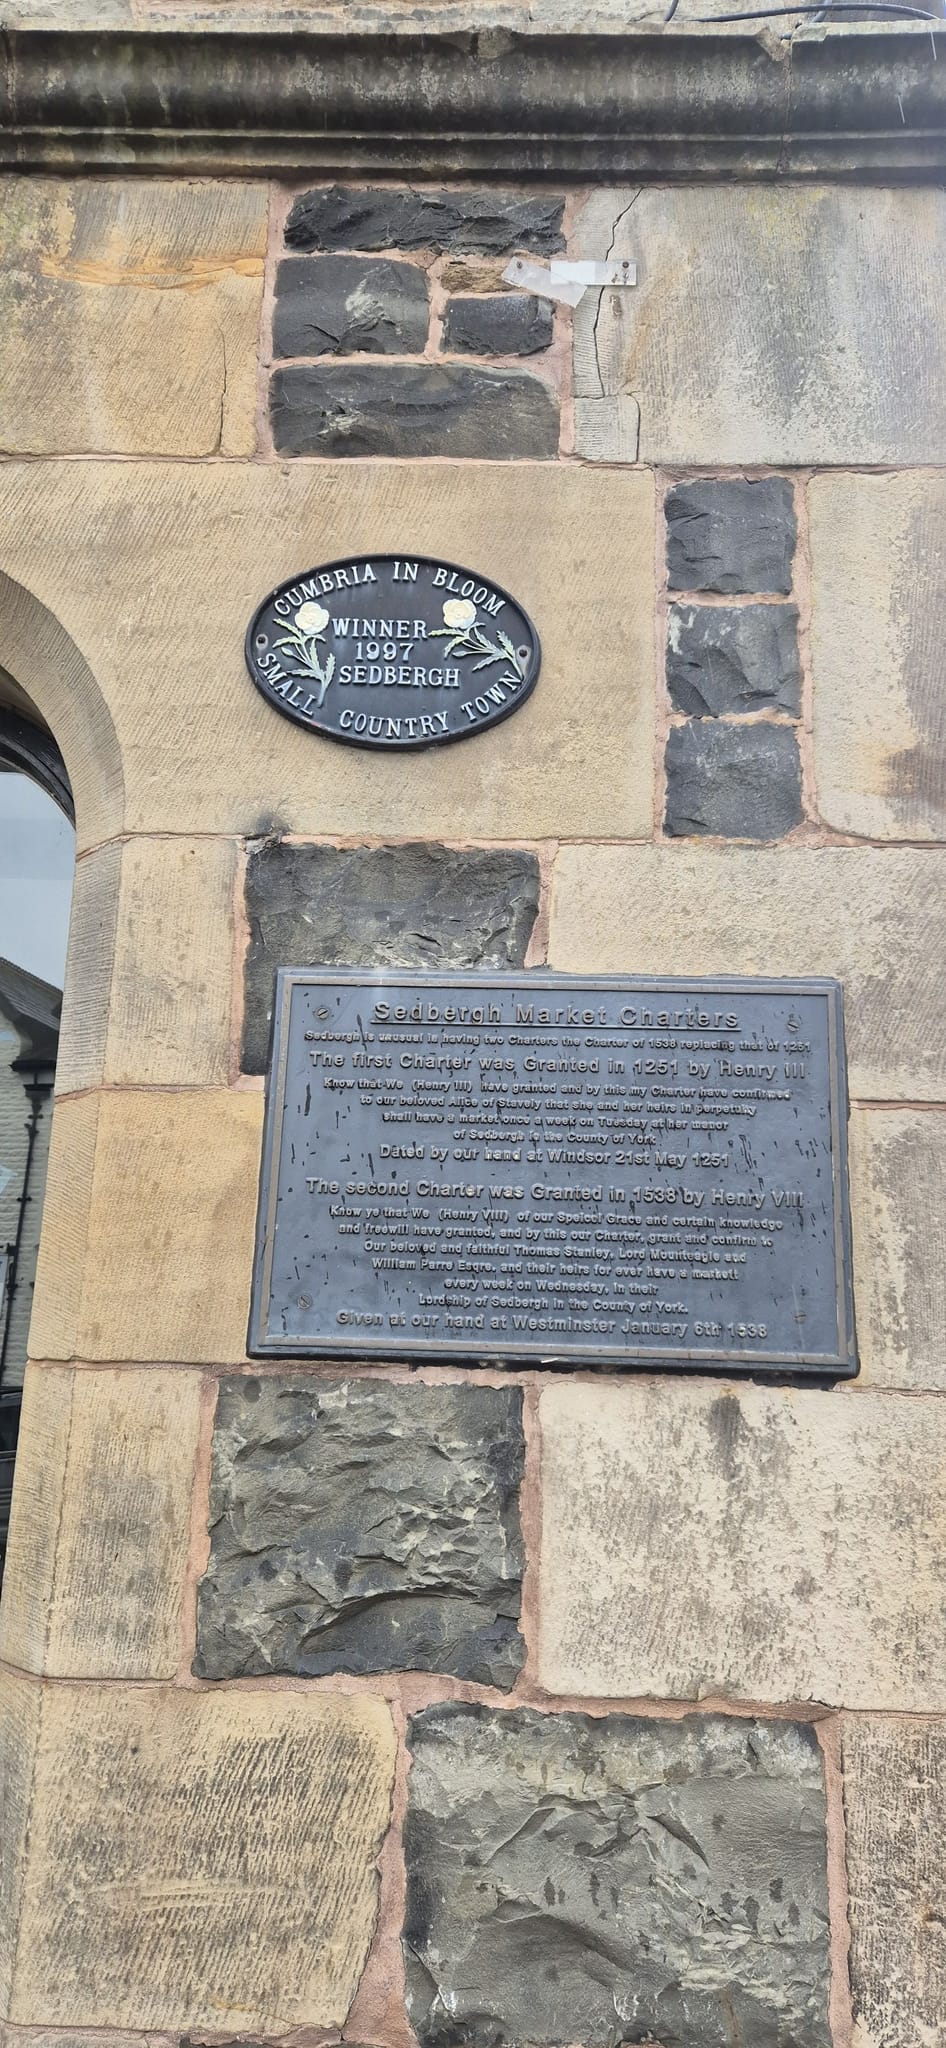 CUMBRIA IN BLOOM
WINNER
1997
SEDBERGH
SMALL COUNTRY TOWN
Sedbergh Market Charters
Sedbergh is unusual in having two Charters the Charter of 1538 replacing that of 1251
The first Charter was Granted in 1251 by Henry III
Know that We (Henry III) have granted and by this my Charter have confirmed
to our beloved Alice of Stavely that she and her heirs in perpetuity
shall have a market once a week on Tuesday at her manor
of Sedbergh in the County of York
Dated by our hand at Windsor 21st May 1251
The second Charter was Granted in 1538 by Henry VIII
Know ye that We (Henry VIII) of our Speical Grace and certain knowledge
and freewill have granted, and by this our Charter, grant and confirm to
Our beloved and faithful Thomas Stanley, Lord Mounteagle and
William Parre Esqre. and their heirs for ever have a markett
every week on Wednesday, in their
Lordship of Sedbergh in the County of York.
Given at our hand at Westminster January 6th 1538